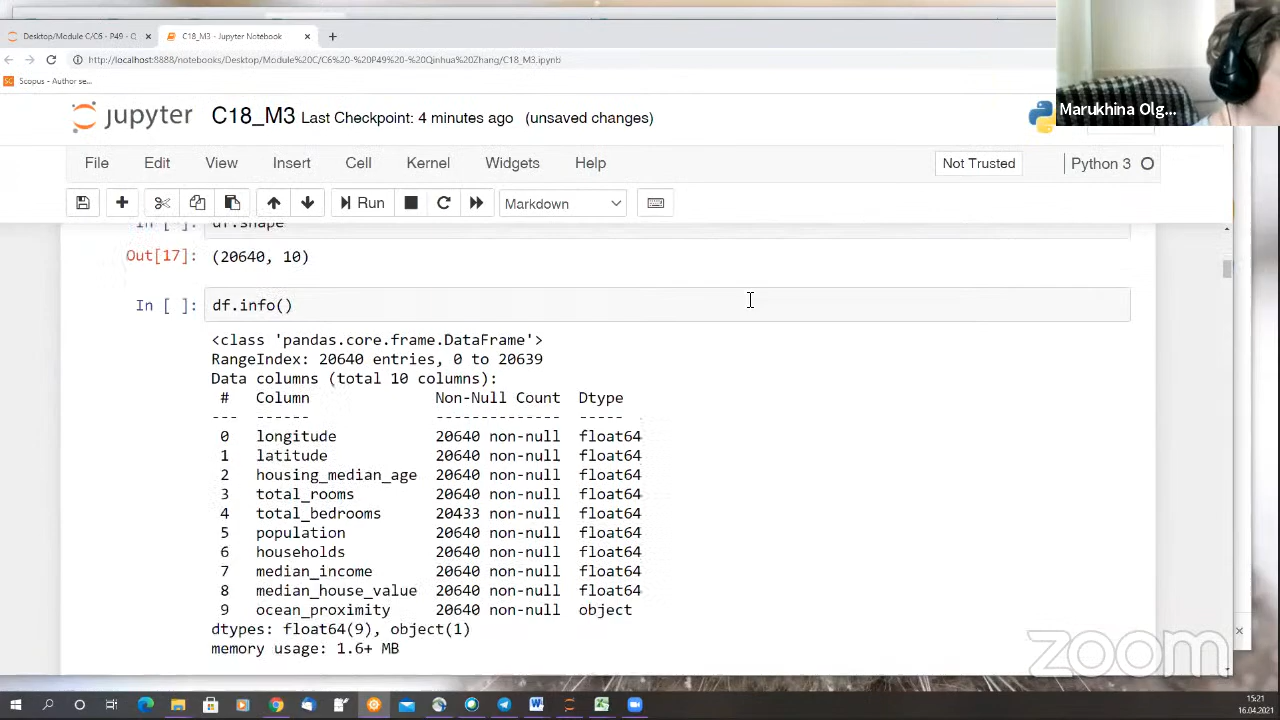 Desktop/Module C/C6 - P49 - Q
C18_M3 - Jupyter Notebook
http://localhost:8888/notebooks/Desktop/Module%20C/C6%20-%20P49%20-%20Qinhua%20Zhang/C18_M3.ipynb
Scopus - Author se...
Marukhina Olg...
jupyter C18_M3 Last Checkpoint: 4 minutes ago (unsaved changes)
File Edit View Insert Cell Kernel Widgets Help Not Trusted Python 3
Run Markdown
df.shape
Out[17]: (20640, 10)
In [ ]: df.info()
<class 'pandas.core.frame.DataFrame'>
RangeIndex: 20640 entries, 0 to 20639
Data columns (total 10 columns):
# Column Non-Null Count Dtype
--- ------ -------------- -----
0 longitude 20640 non-null float64
1 latitude 20640 non-null float64
2 housing_median_age 20640 non-null float64
3 total_rooms 20640 non-null float64
4 total_bedrooms 20433 non-null float64
5 population 20640 non-null float64
6 households 20640 non-null float64
7 median_income 20640 non-null float64
8 median_house_value 20640 non-null float64
9 ocean_proximity 20640 non-null object
dtypes: float64(9), object(1)
memory usage: 1.6+ MB
zoom
15:21
16.04.2021